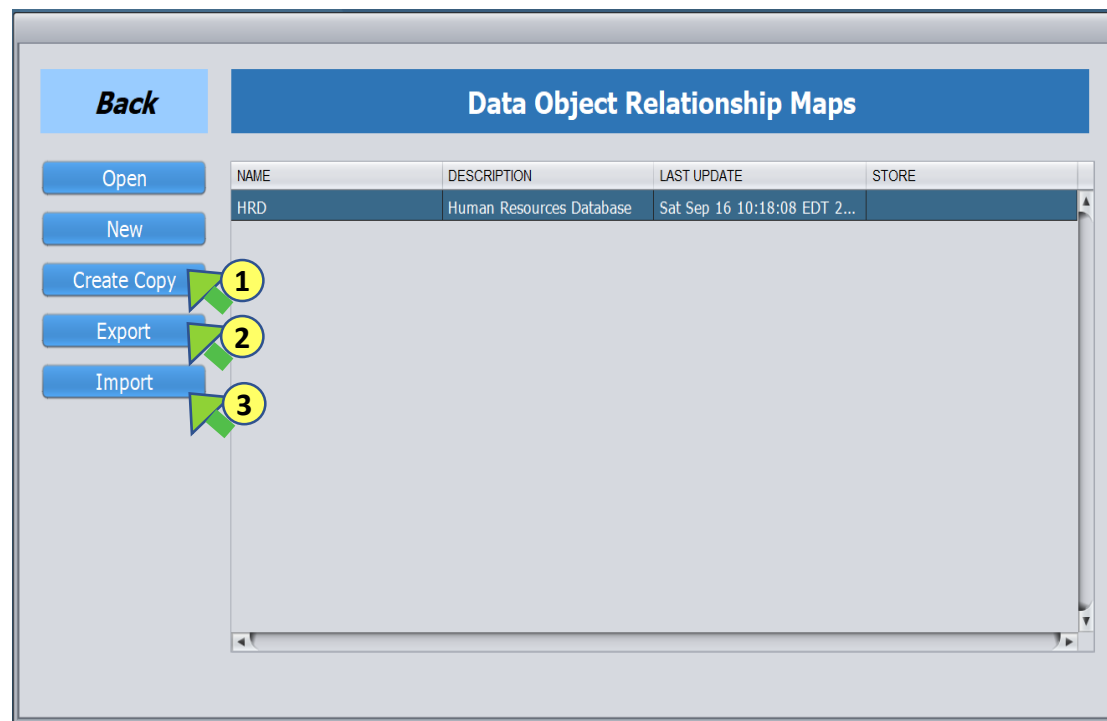 Back
Data Object Relationship Maps
Open
New
Create Copy
Export
Import
NAME DESCRIPTION LAST UPDATE STORE
HRD Human Resources Database Sat Sep 16 10:18:08 EDT 2...
1
2
3